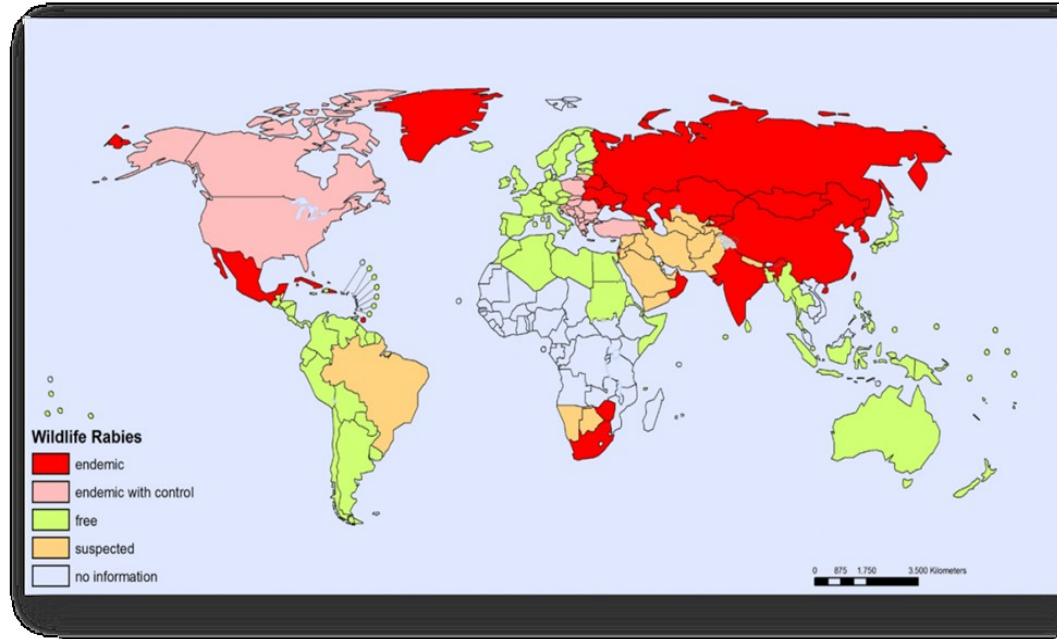 Wildlife Rabies
endemic
endemic with control
free
suspected
no information
0 875 1.750 3.500 Kilometers